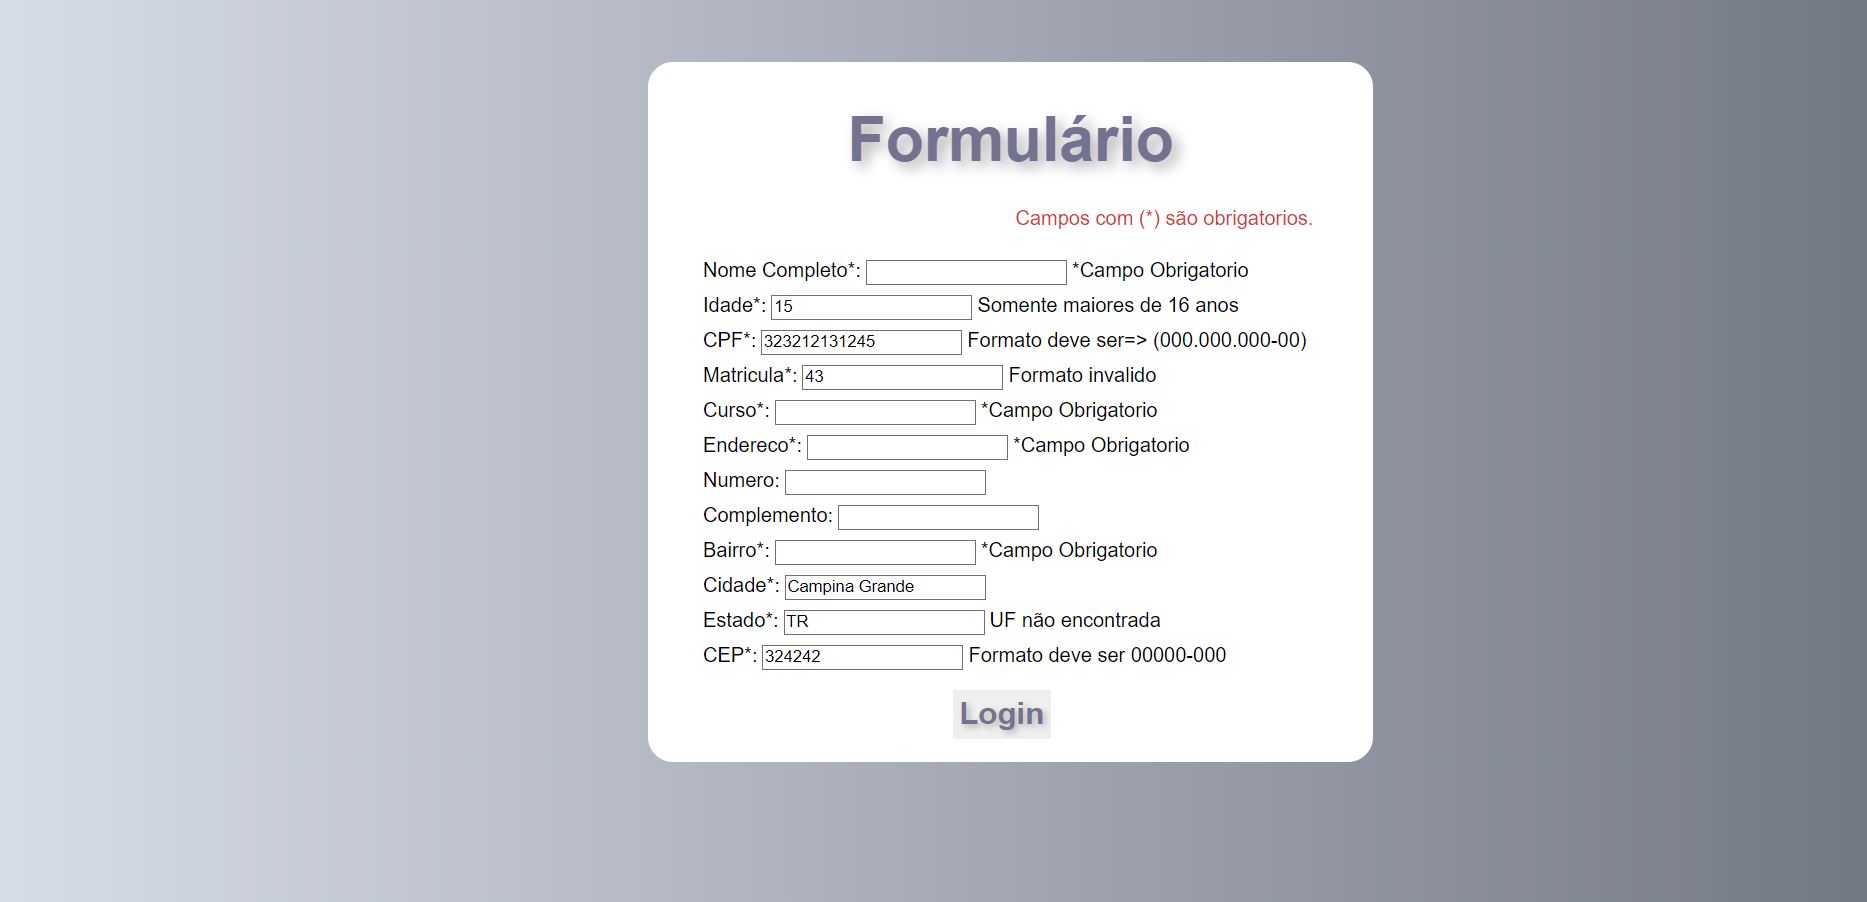 Formulário
Campos com (*) são obrigatorios.
Nome Completo*: *Campo Obrigatorio
Idade*: 15 Somente maiores de 16 anos
CPF*: 323212131245 Formato deve ser=> (000.000.000-00)
Matricula*: 43 Formato invalido
Curso*: *Campo Obrigatorio
Endereco*: *Campo Obrigatorio
Numero:
Complemento:
Bairro*: *Campo Obrigatorio
Cidade*: Campina Grande
Estado*: TR UF não encontrada
CEP*: 324242 Formato deve ser 00000-000
Login